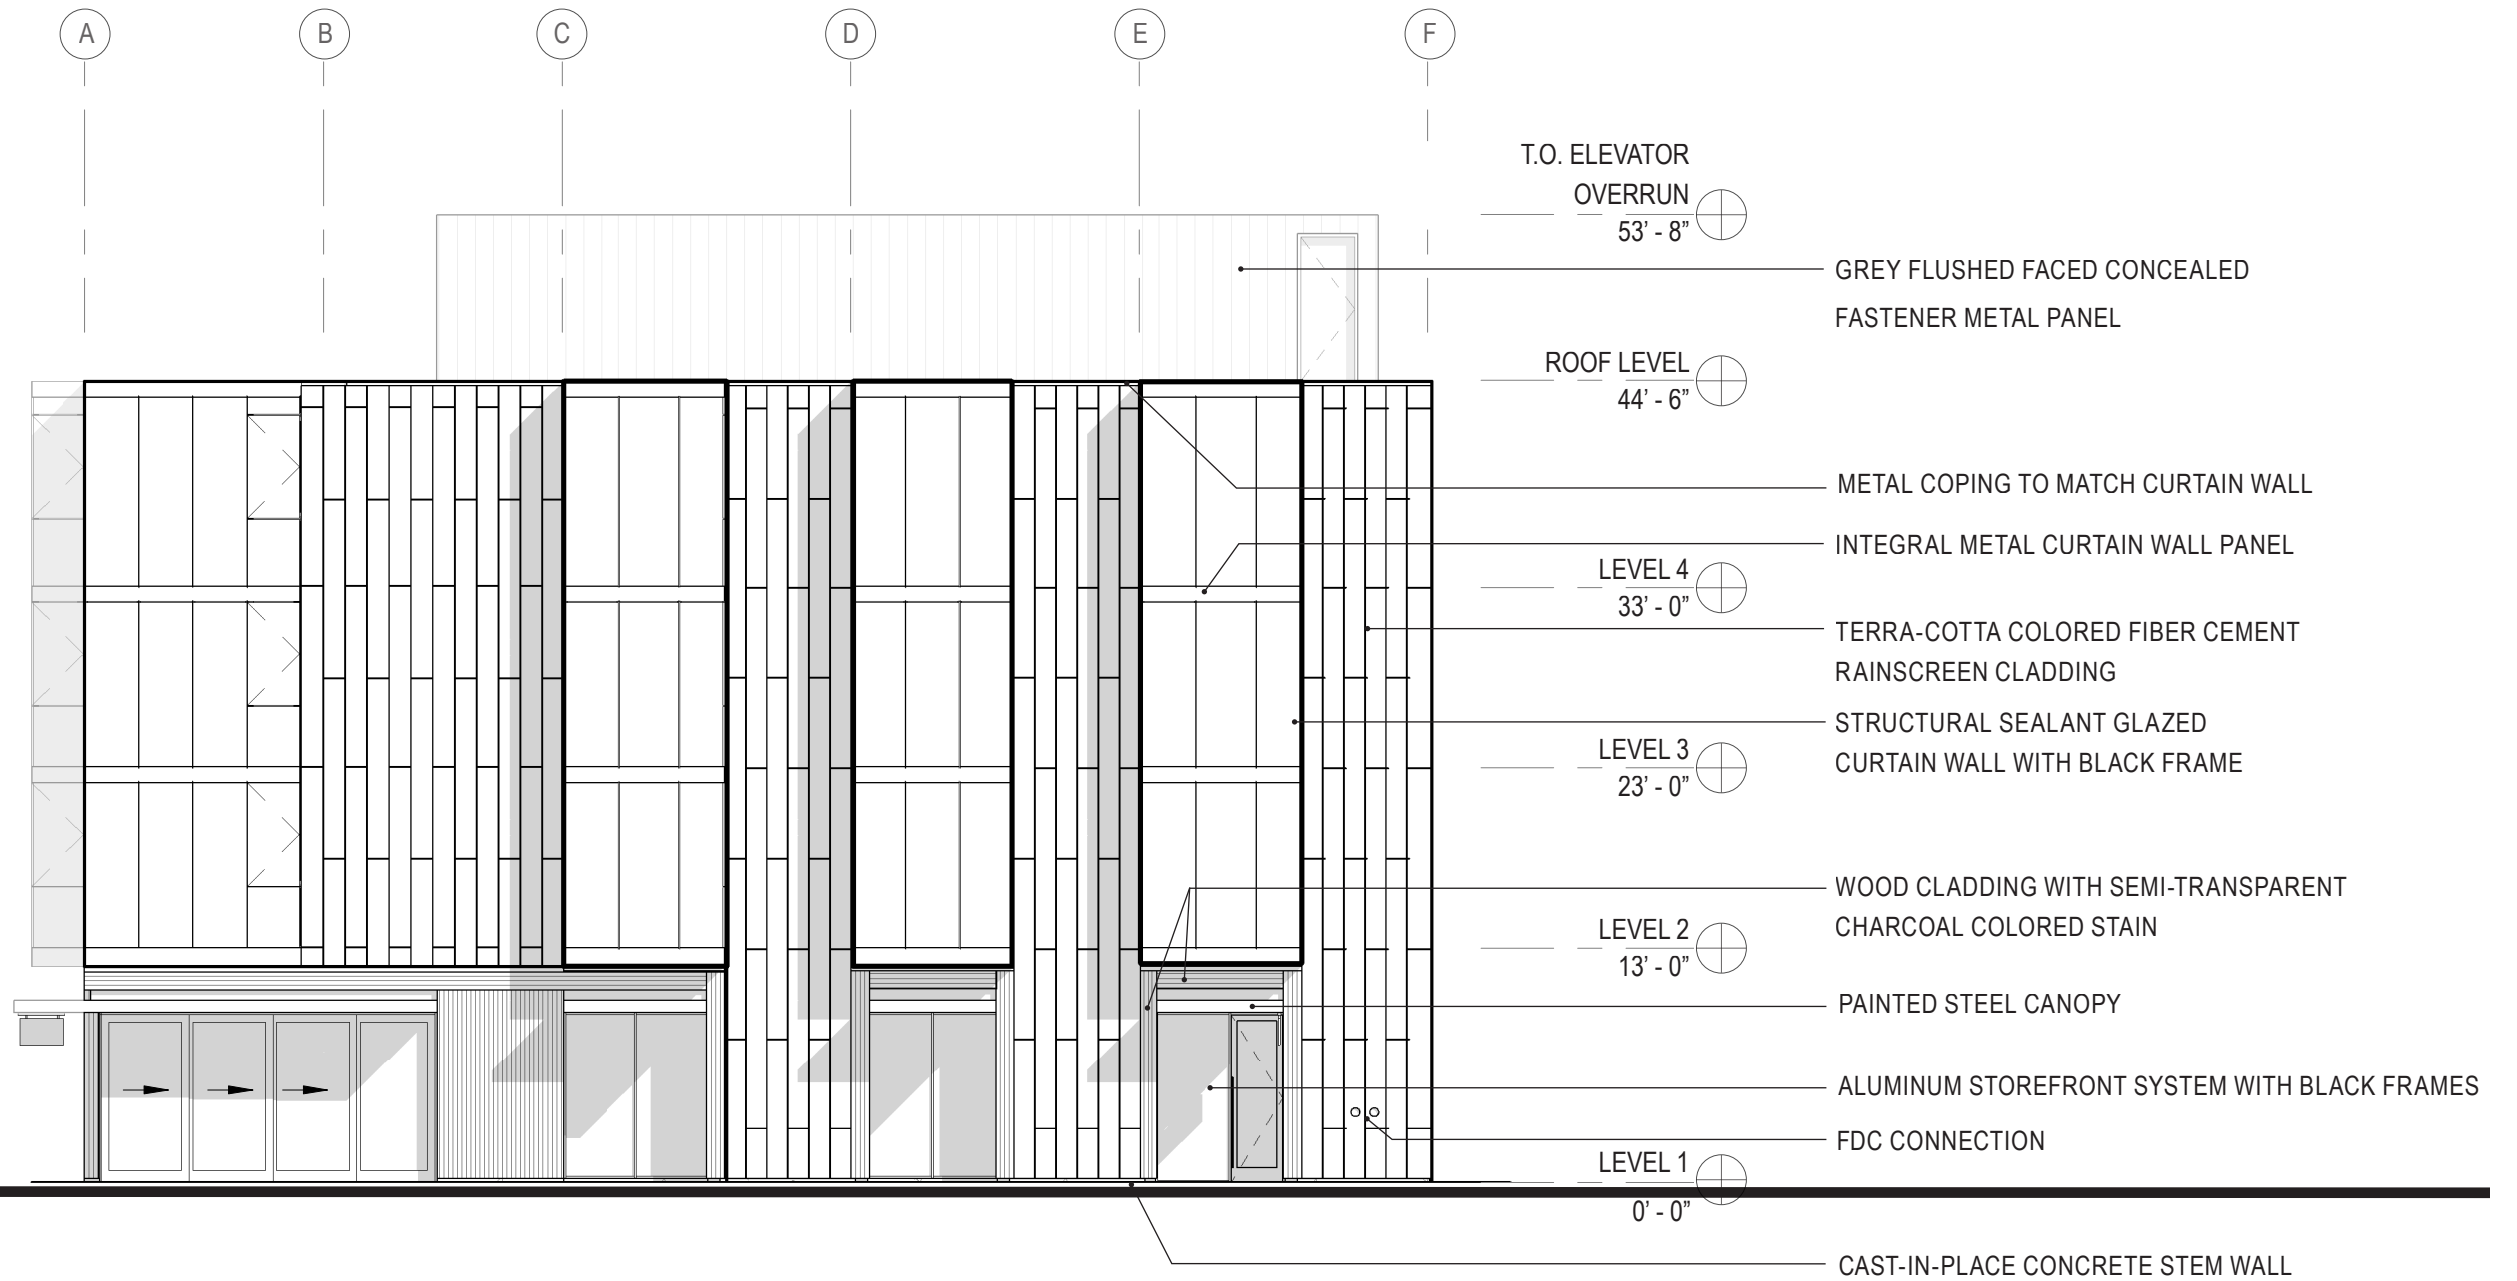 A B C D E F
T.O. ELEVATOR
OVERRUN
53’ - 8”
GREY FLUSHED FACED CONCEALED
FASTENER METAL PANEL
ROOF LEVEL
44’ - 6”
METAL COPING TO MATCH CURTAIN WALL
INTEGRAL METAL CURTAIN WALL PANEL
LEVEL 4
33’ - 0”
TERRA-COTTA COLORED FIBER CEMENT
RAINSCREEN CLADDING
STRUCTURAL SEALANT GLAZED
CURTAIN WALL WITH BLACK FRAME
LEVEL 3
23’ - 0”
WOOD CLADDING WITH SEMI-TRANSPARENT
CHARCOAL COLORED STAIN
LEVEL 2
13’ - 0”
PAINTED STEEL CANOPY
ALUMINUM STOREFRONT SYSTEM WITH BLACK FRAMES
FDC CONNECTION
LEVEL 1
0’ - 0”
CAST-IN-PLACE CONCRETE STEM WALL